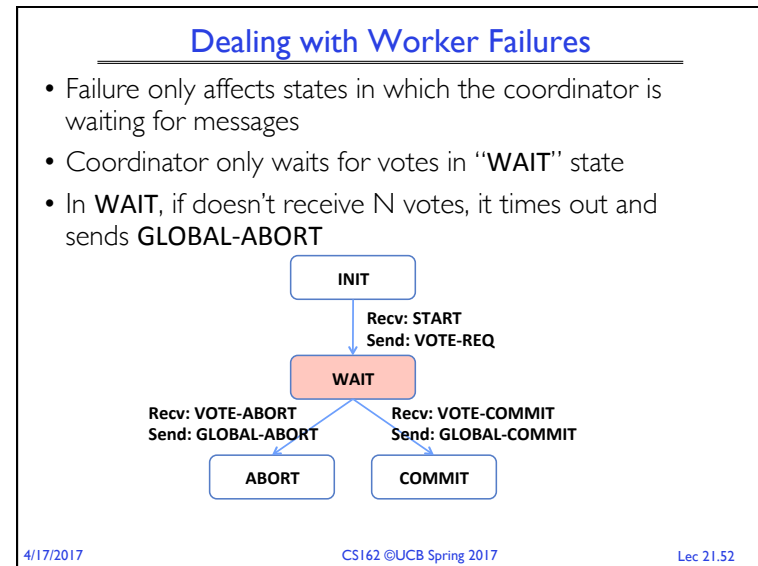 Dealing with Worker Failures
• Failure only affects states in which the coordinator is
waiting for messages
• Coordinator only waits for votes in “WAIT” state
• In WAIT, if doesn’t receive N votes, it times out and
sends GLOBAL-ABORT
INIT
Recv: START
Send: VOTE-REQ
WAIT
Recv: VOTE-ABORT
Send: GLOBAL-ABORT
Recv: VOTE-COMMIT
Send: GLOBAL-COMMIT
ABORT
COMMIT
4/17/2017
CS162 ©UCB Spring 2017
Lec 21.52